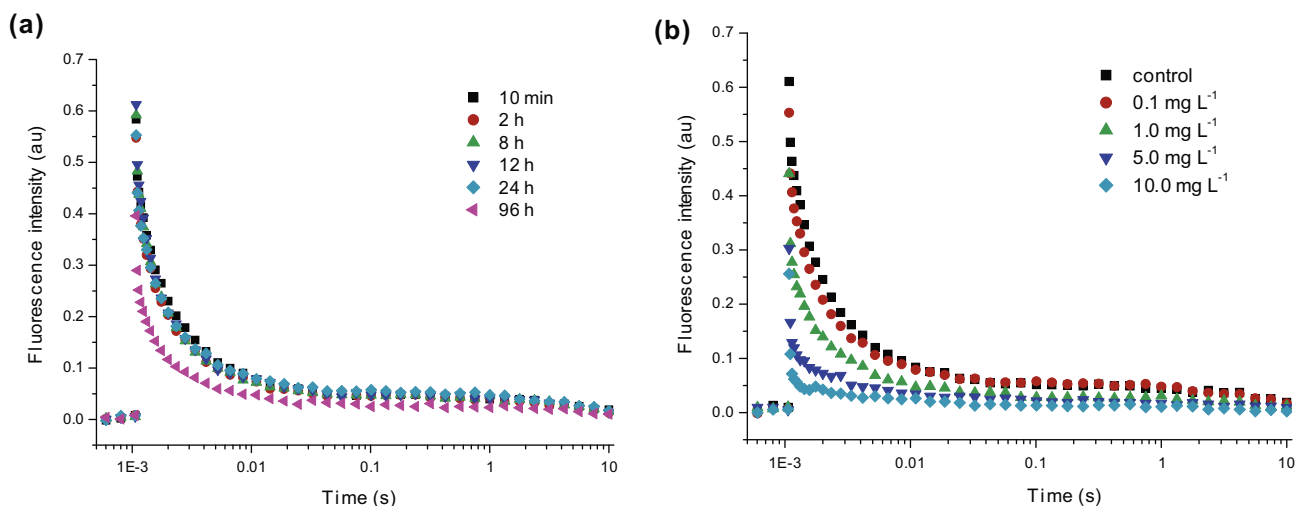 (a)
Fluorescence intensity (au)
0.7
0.6
0.5
0.4
0.3
0.2
0.1
0.0
10 min
2 h
8 h
12 h
24 h
96 h
1E-3
0.01
0.1
1
10
Time (s)
(b)
Fluorescence intensity (au)
0.7
0.6
0.5
0.4
0.3
0.2
0.1
0.0
control
0.1 mg L⁻¹
1.0 mg L⁻¹
5.0 mg L⁻¹
10.0 mg L⁻¹
1E-3
0.01
0.1
1
10
Time (s)